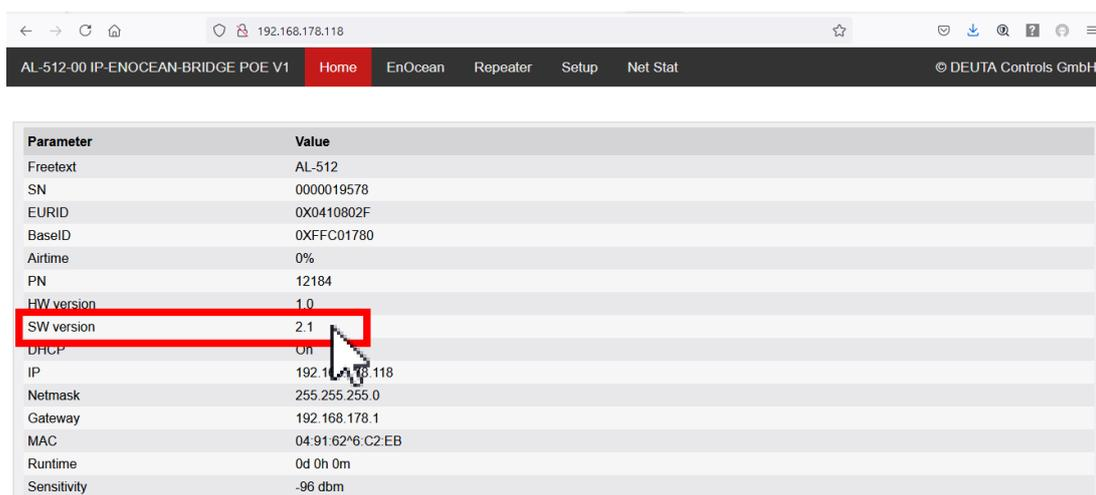 192.168.178.118
AL-512-00 IP-ENOCEAN-BRIDGE POE V1 Home EnOcean Repeater Setup Net Stat © DEUTA Controls GmbH
Parameter Value
Freetext AL-512
SN 0000019578
EURID 0X0410802F
BaseID 0XFFC01780
Airtime 0%
PN 12184
HW version 1.0
SW version 2.1
DHCP On
IP
Netmask 255.255.255.0
Gateway 192.168.178.1
MAC 04:91:62^6:C2:EB
Runtime 0d 0h 0m
Sensitivity -96 dbm